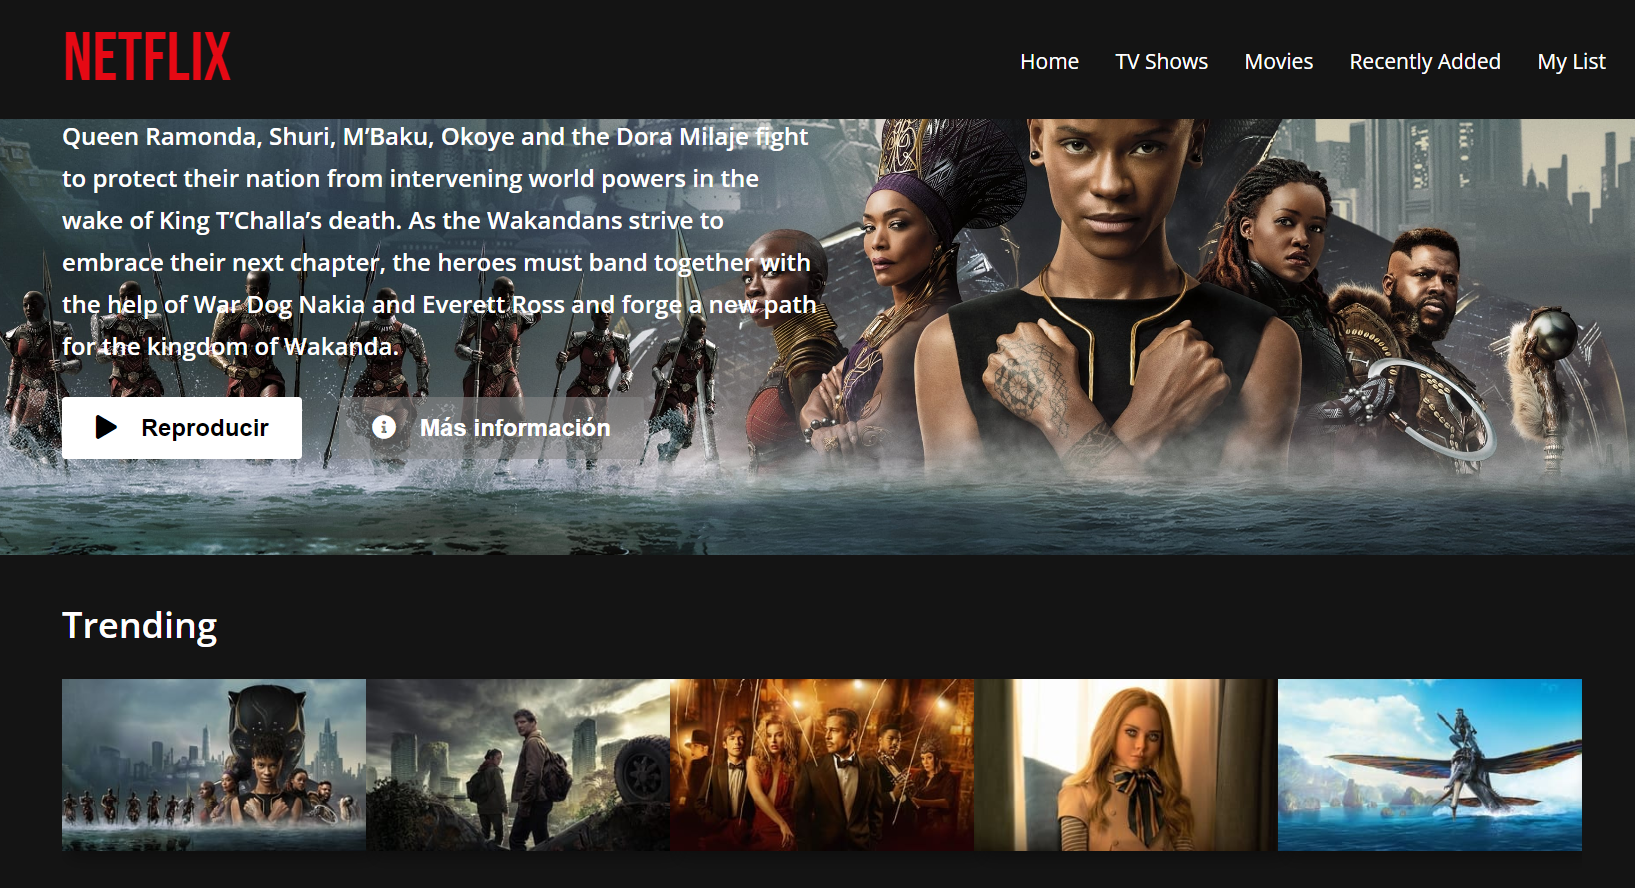 NETFLIX
Home
TV Shows
Movies
Recently Added
My List
Queen Ramonda, Shuri, M’Baku, Okoye and the Dora Milaje fight
to protect their nation from intervening world powers in the
wake of King T’Challa’s death. As the Wakandans strive to
embrace their next chapter, the heroes must band together with
the help of War Dog Nakia and Everett Ross and forge a new path
for the kingdom of Wakanda.
Reproducir
Más información
Trending